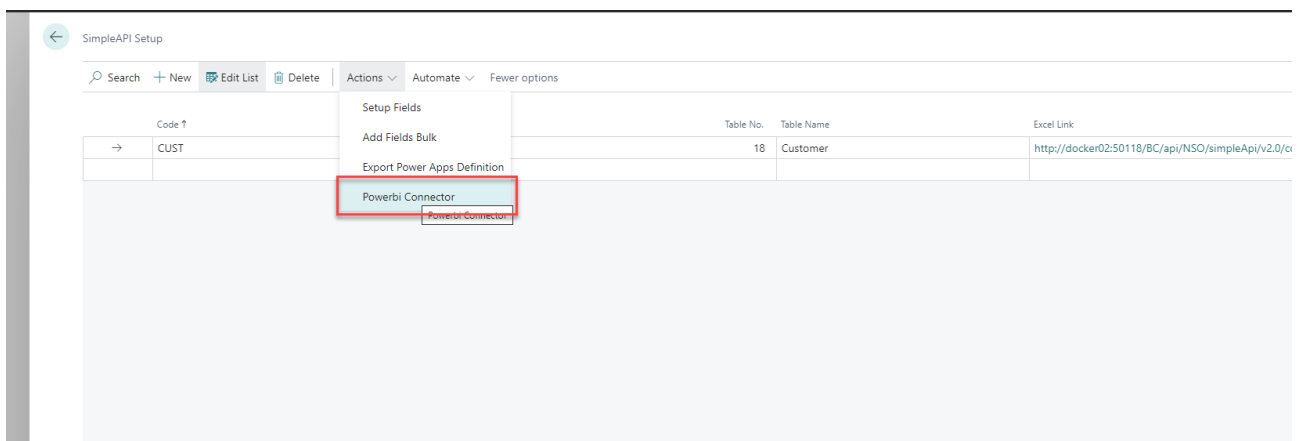 SimpleAPI Setup
Search New Edit List Delete Actions Automate Fewer options
Setup Fields
Code ↑ Table No. Table Name Excel Link
Add Fields Bulk
→ CUST 18 Customer http://docker02:50118/BC/api/NSO/simpleApi/v2.0/c
Export Power Apps Definition
Powerbi Connector
Powerbi Connector